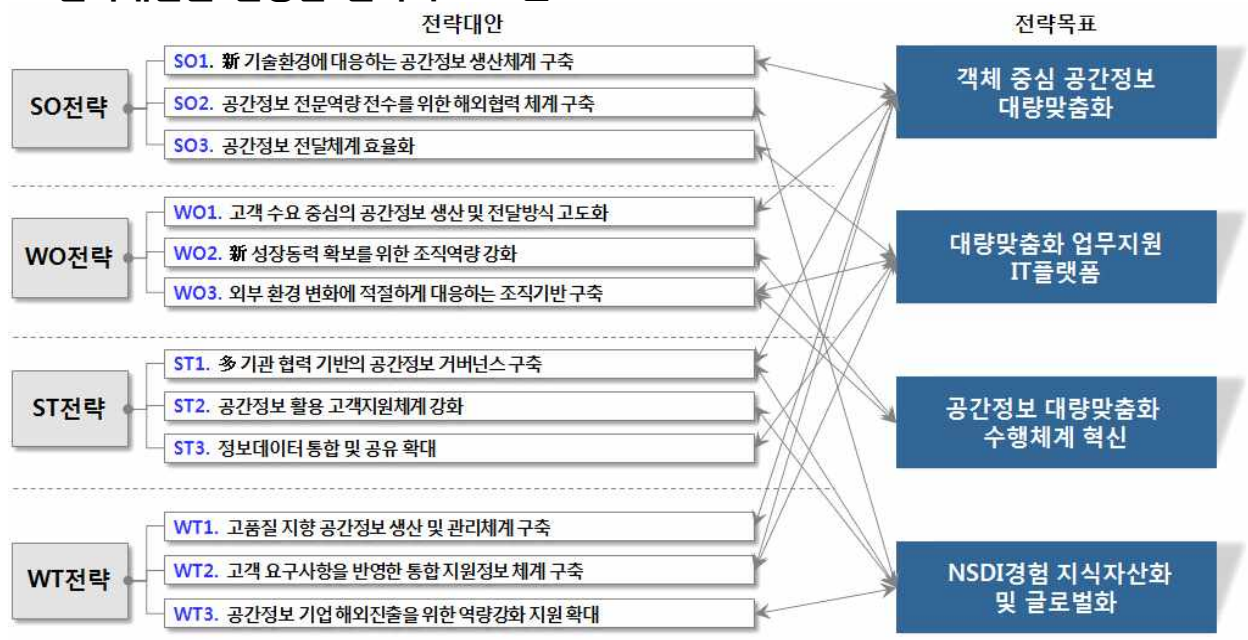 전략대안
전략목표
SO전략
SO1. 新 기술환경에 대응하는 공간정보 생산체계 구축
SO2. 공간정보 전문역량 전수를 위한 해외협력 체계 구축
SO3. 공간정보 전달체계 효율화
WO전략
WO1. 고객 수요 중심의 공간정보 생산 및 전달방식 고도화
WO2. 新 성장동력 확보를 위한 조직역량 강화
WO3. 외부 환경 변화에 적절하게 대응하는 조직기반 구축
ST전략
ST1. 多 기관 협력 기반의 공간정보 거버넌스 구축
ST2. 공간정보 활용 고객지원체계 강화
ST3. 정보데이터 통합 및 공유 확대
WT전략
WT1. 고품질 지향 공간정보 생산 및 관리체계 구축
WT2. 고객 요구사항을 반영한 통합 지원정보 체계 구축
WT3. 공간정보 기업 해외진출을 위한 역량강화 지원 확대
객체 중심 공간정보
대량맞춤화
대량맞춤화 업무지원
IT플랫폼
공간정보 대량맞춤화
수행체계 혁신
NSDI경험 지식자산화
및 글로벌화